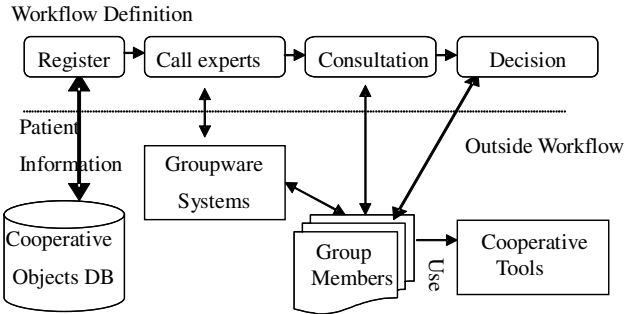 Workflow Definition
Register
Call experts
Consultation
Decision
Patient
Information
Outside Workflow
Groupware
Systems
Cooperative
Objects DB
Group
Members
Use
Cooperative
Tools